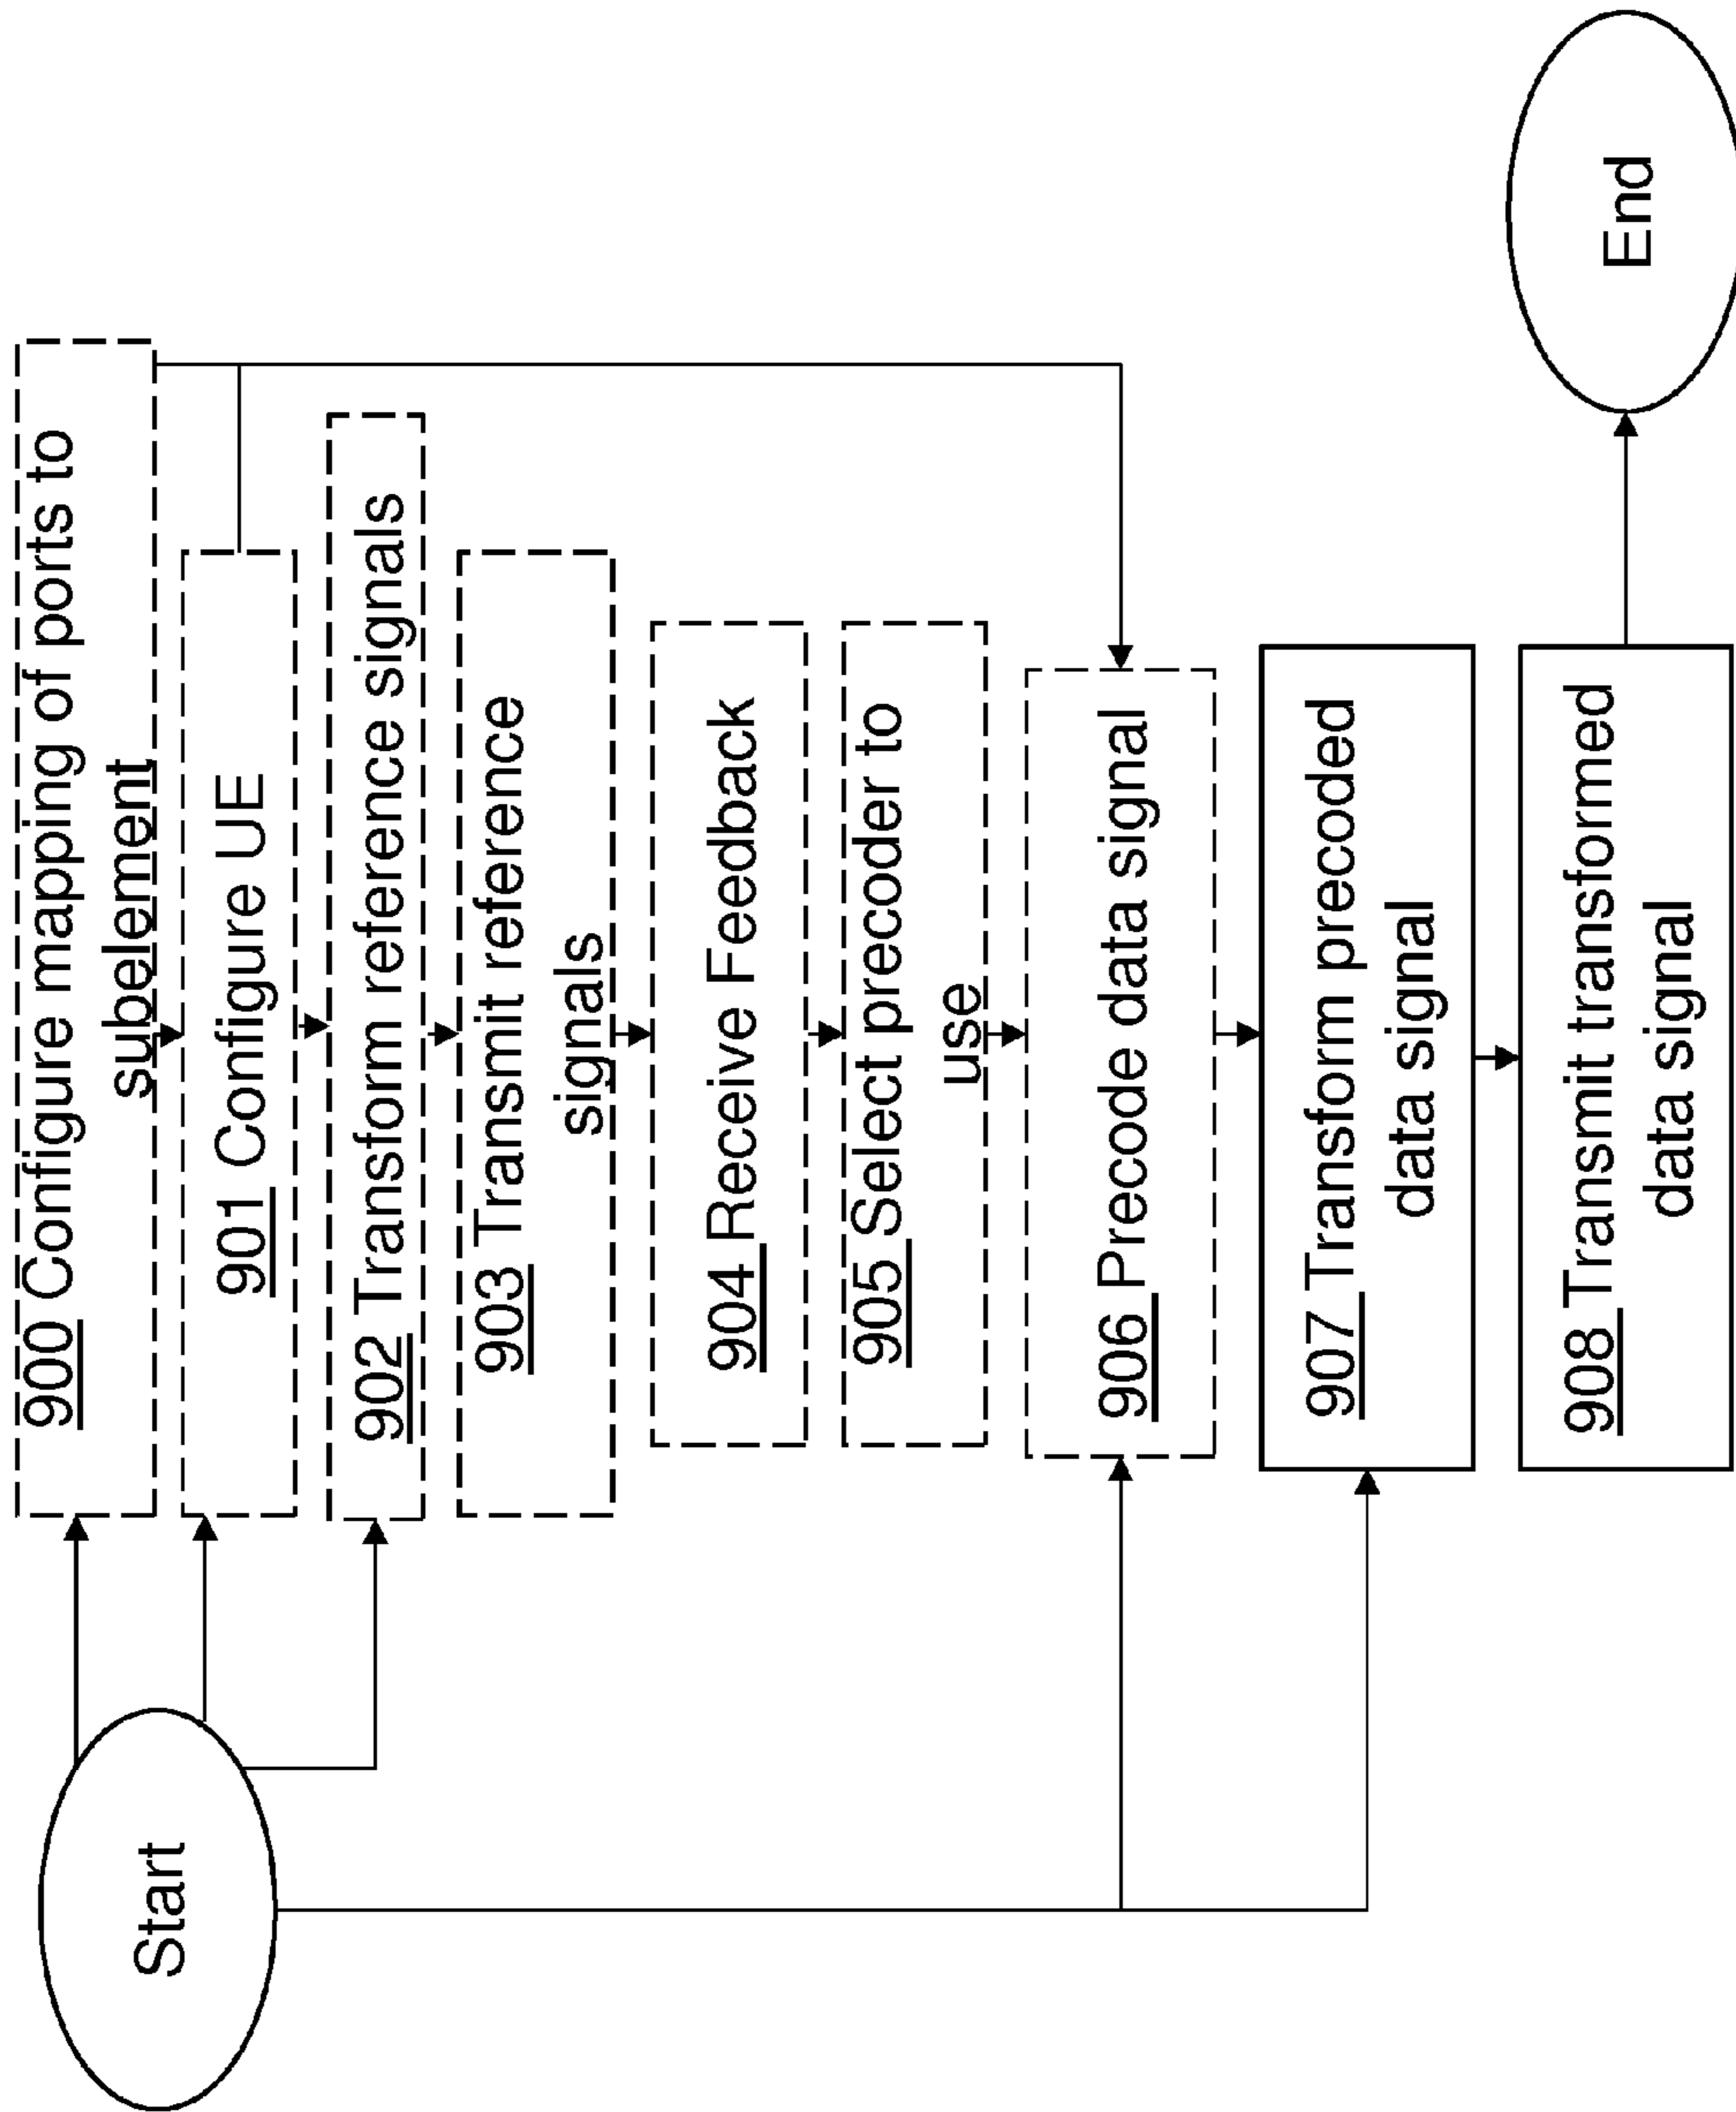 Start
900 Configure mapping of ports to
subelement
901 Configure UE
902 Transform reference signals
903 Transmit reference
signals
904 Receive Feedback
905 Select precoder to
use
906 Precode data signal
907 Transform precoded
data signal
908 Transmit transformed
data signal
End